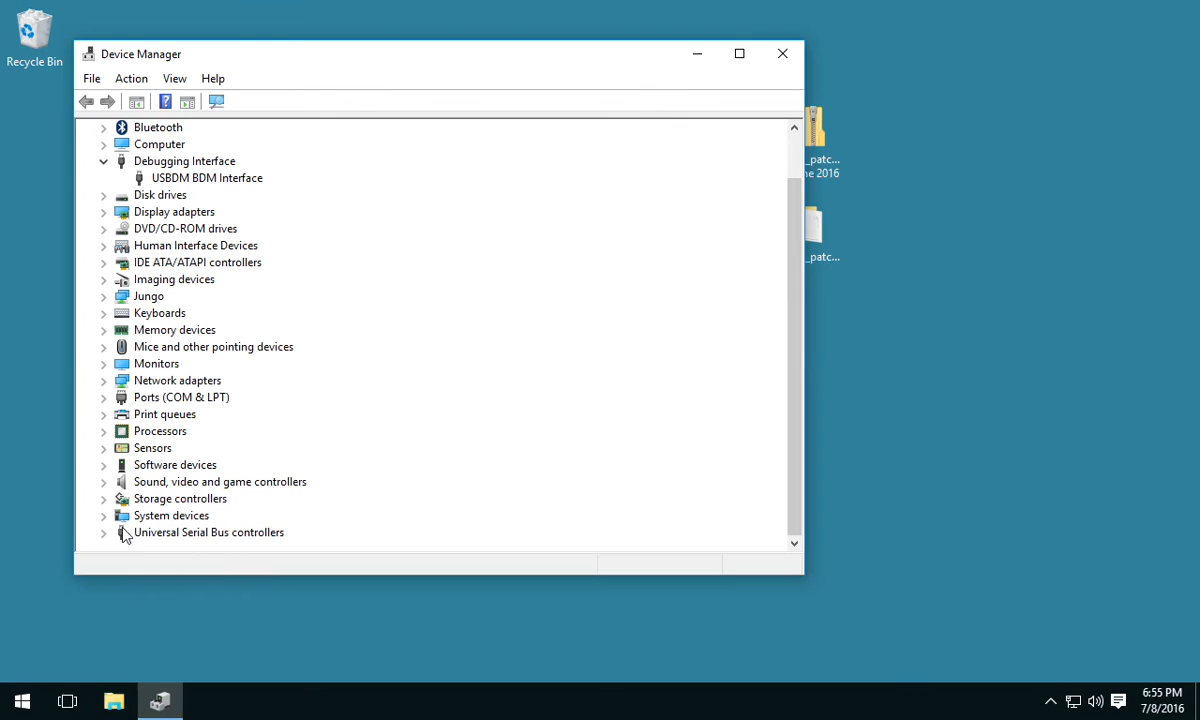 Recycle Bin
Device Manager
File Action View Help
Bluetooth
Computer
Debugging Interface
USBDM BDM Interface
Disk drives
Display adapters
DVD/CD-ROM drives
Human Interface Devices
IDE ATA/ATAPI controllers
Imaging devices
Jungo
Keyboards
Memory devices
Mice and other pointing devices
Monitors
Network adapters
Ports (COM & LPT)
Print queues
Processors
Sensors
Software devices
Sound, video and game controllers
Storage controllers
System devices
Universal Serial Bus controllers
_patc...
ne 2016
_patc...
6:55 PM
7/8/2016